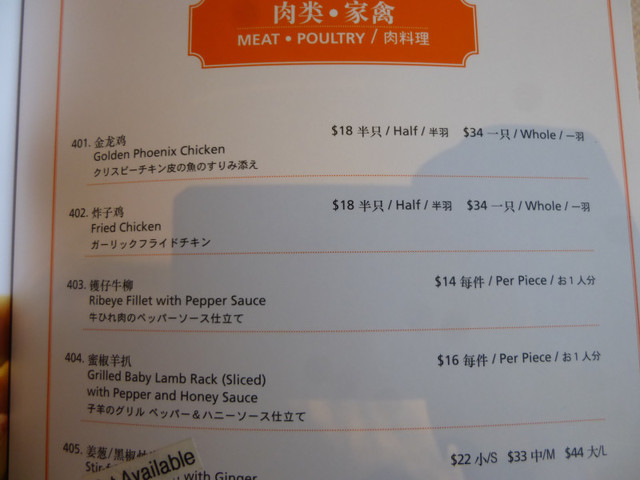 肉类•家禽
MEAT • POULTRY / 肉料理
401. 金龙鸡 $18 半只 / Half / 半羽 $34 一只 / Whole / 一羽
Golden Phoenix Chicken
クリスピーチキン皮の魚のすりみ添え
402. 炸子鸡 $18 半只 / Half / 半羽 $34 一只 / Whole / 一羽
Fried Chicken
ガーリックフライドチキン
403. 镬仔牛柳 $14 每件 / Per Piece / お1人分
Ribeye Fillet with Pepper Sauce
牛ひれ肉のペッパーソース仕立て
404. 蜜椒羊扒 $16 每件 / Per Piece / お1人分
Grilled Baby Lamb Rack (Sliced)
with Pepper and Honey Sauce
子羊のグリル ペッパー＆ハニーソース仕立て
405. 姜葱/黑椒 $22 小/S $33 中/M $44 大/L
Available
with Ginger